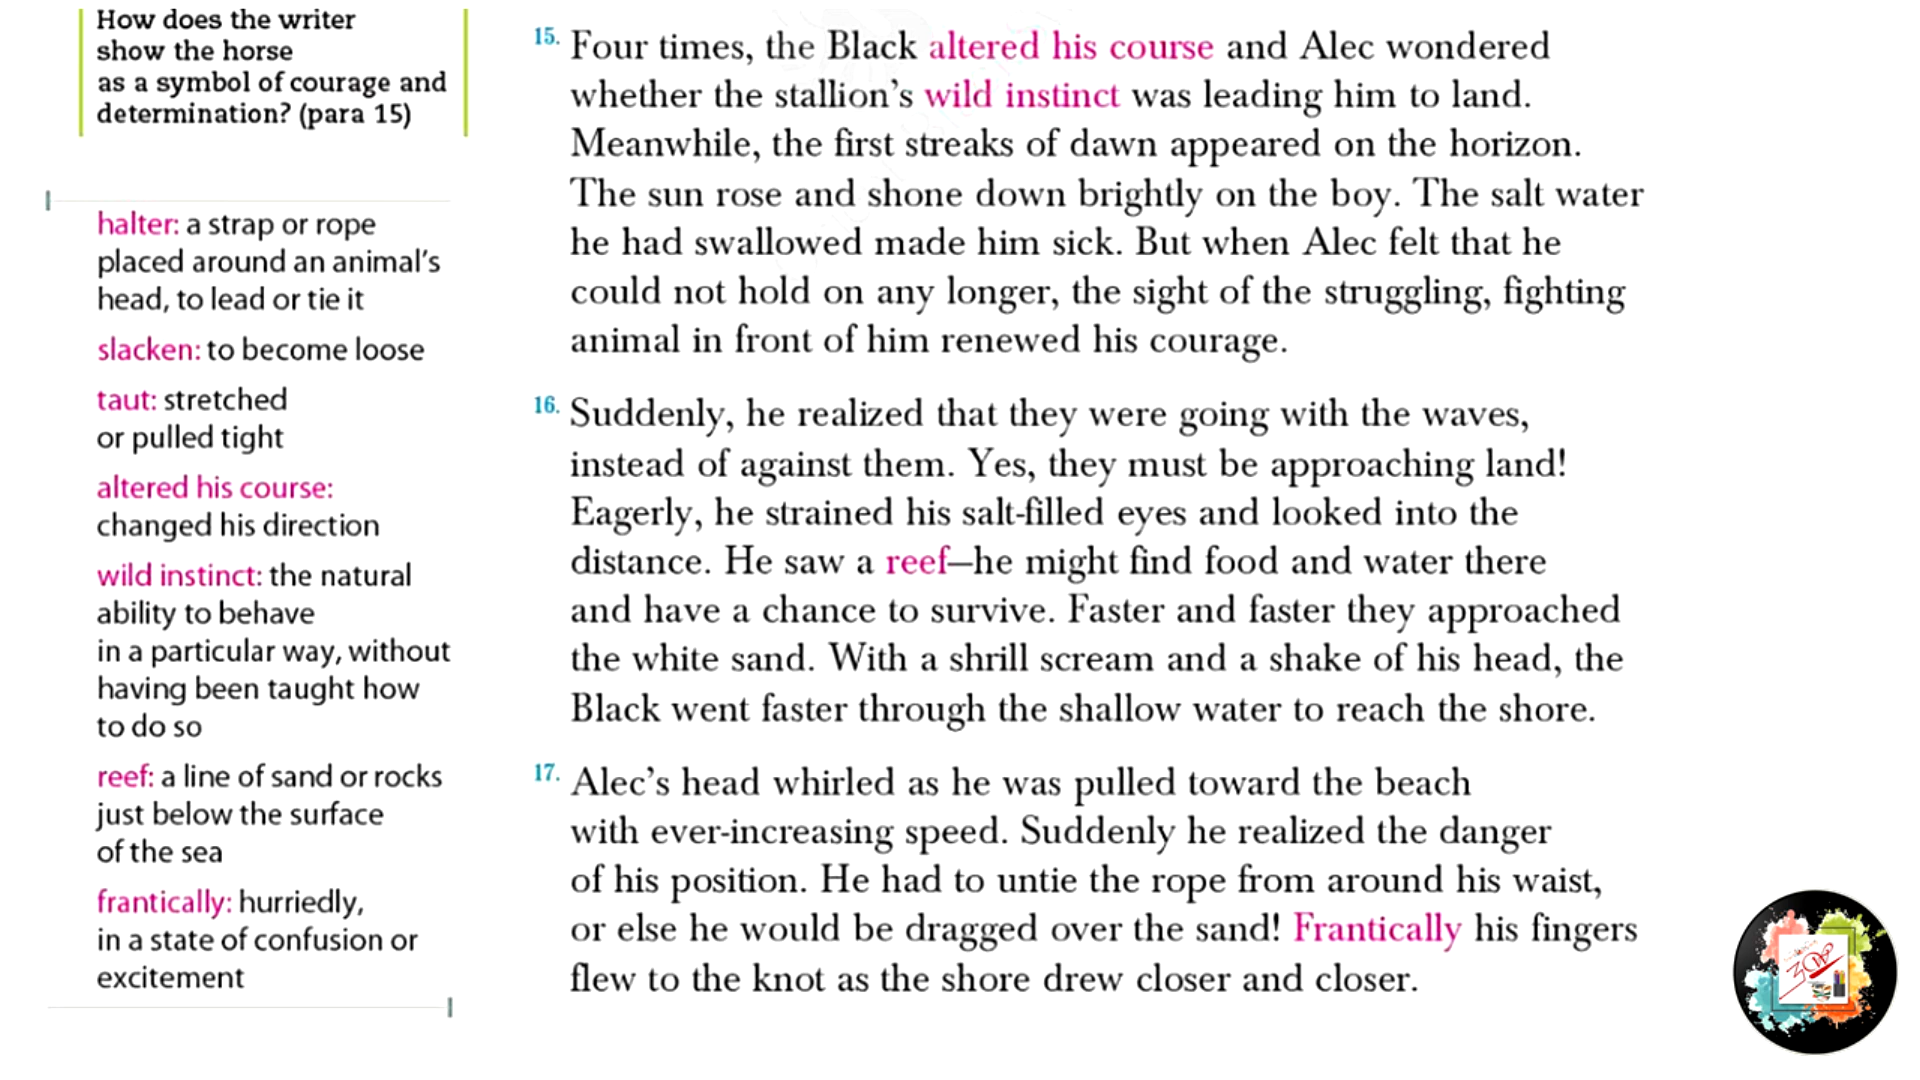 How does the writer
show the horse
as a symbol of courage and
determination? (para 15)
halter: a strap or rope
placed around an animal's
head, to lead or tie it
slacken: to become loose
taut: stretched
or pulled tight
altered his course:
changed his direction
wild instinct: the natural
ability to behave
in a particular way, without
having been taught how
to do so
reef: a line of sand or rocks
just below the surface
of the sea
frantically: hurriedly,
in a state of confusion or
excitement
15. Four times, the Black altered his course and Alec wondered
whether the stallion's wild instinct was leading him to land.
Meanwhile, the first streaks of dawn appeared on the horizon.
The sun rose and shone down brightly on the boy. The salt water
he had swallowed made him sick. But when Alec felt that he
could not hold on any longer, the sight of the struggling, fighting
animal in front of him renewed his courage.
16. Suddenly, he realized that they were going with the waves,
instead of against them. Yes, they must be approaching land!
Eagerly, he strained his salt-filled eyes and looked into the
distance. He saw a reef—he might find food and water there
and have a chance to survive. Faster and faster they approached
the white sand. With a shrill scream and a shake of his head, the
Black went faster through the shallow water to reach the shore.
17. Alec's head whirled as he was pulled toward the beach
with ever-increasing speed. Suddenly he realized the danger
of his position. He had to untie the rope from around his waist,
or else he would be dragged over the sand! Frantically his fingers
flew to the knot as the shore drew closer and closer.